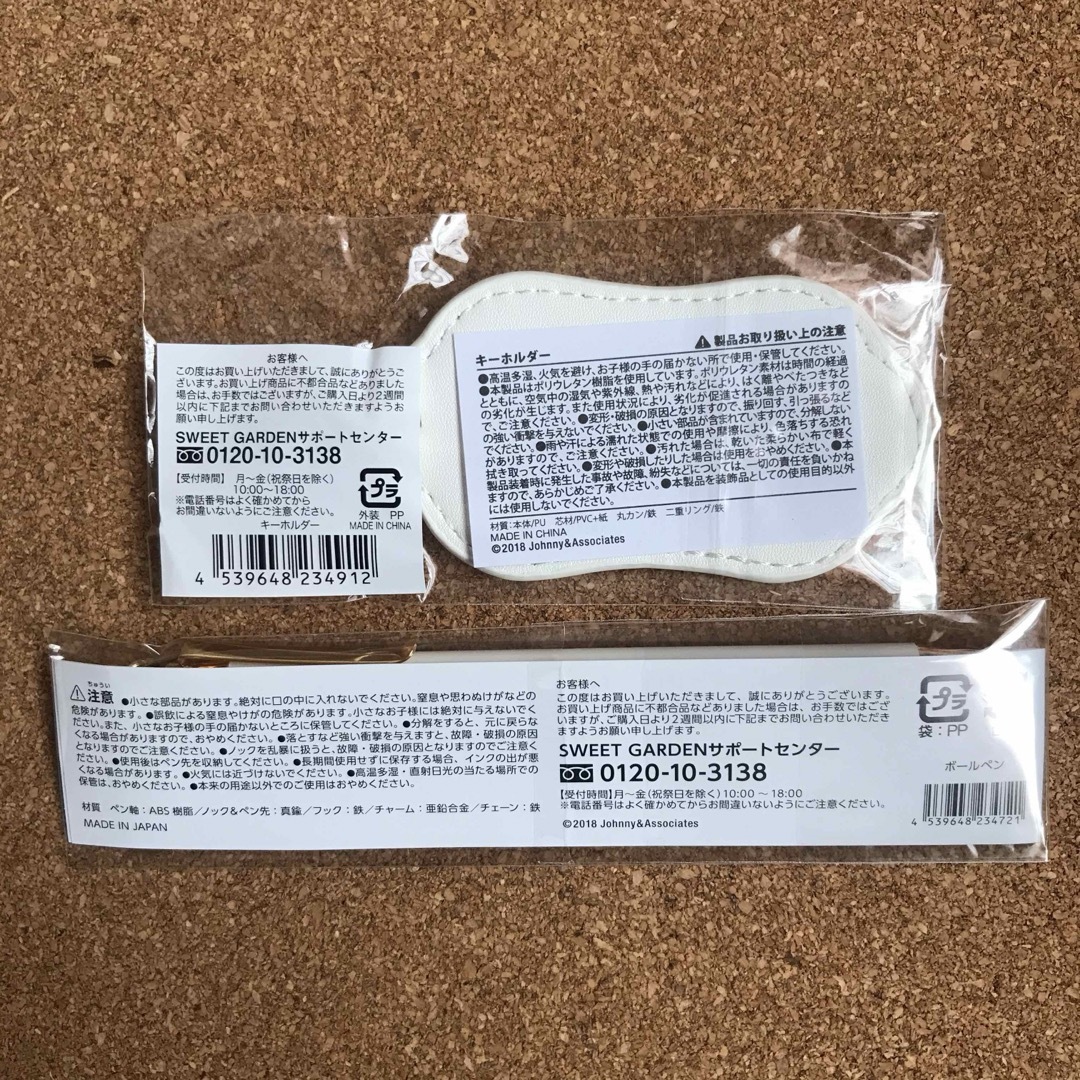 お客様へ
この度はお買い上げいただきまして、誠にありがとうご
ざいます。お買い上げ商品に不都合品などありました
場合は、お手数ではございますが、ご購入日より2週間
以内に下記までお問い合わせいただきますようお
願い申し上げます。
SWEET GARDENサポートセンター
0120-10-3138
【受付時間】 月〜金(祝祭日を除く)
10:00〜18:00
※電話番号はよく確かめてから
お間違いないようにご注意ください。
キーホルダー
プラ
外装 PP
MADE IN CHINA
4 539648 234912
⚠製品お取り扱い上の注意
キーホルダー
●高温多湿、火気を避け、お子様の手の届かない所で使用・保管してください。
●本製品はポリウレタン樹脂を使用しています。ポリウレタン素材は時間の経過
とともに、空気中の湿気や紫外線、熱や汚れなどにより、はく離やべたつきなど
の劣化が生じます。また使用状況により、劣化が促進される場合がありますの
で、ご注意ください。●変形・破損の原因となりますので、振り回す、引っ張るなど
の強い衝撃を与えないでください。●小さい部品が含まれていますので、分解しない
でください。●雨や汗による濡れた状態での使用や摩擦により、色落ちする恐れ
がありますので、ご注意ください。●汚れた場合は、乾いた柔らかい布で軽く
拭き取ってください。●変形や破損したりした場合は使用をおやめください。●本
製品装着時に発生した事故や故障、紛失などについては、一切の責任を負いかね
ますので、あらかじめご了承ください。●本製品を装飾品としての使用目的以外
には使用しないでください。
材質:本体/PU 芯材/PVC+紙 丸カン/鉄 二重リング/鉄
MADE IN CHINA
©2018 Johnny&Associates
ちゅうい
⚠注意
●小さな部品があります。絶対に口の中に入れないでください。窒息や思わぬけがなどの
危険があります。●誤飲による窒息やけがの危険があります。小さなお子様には絶対に与えないでく
ださい。また、小さなお子様の手の届かないところに保管してください。●分解をすると、元に戻らな
くなる場合がありますので、おやめください。●落とすなど強い衝撃を与えますと、故障・破損の原因
となりますのでご注意ください。●ノックを乱暴に扱うと、故障・破損の原因となりますのでご注意くだ
さい。●使用後はペン先を収納してください。●長期間使用せずに保存する場合、インクの出が悪
くなる場合があります。●火気には近づけないでください。●高温多湿・直射日光の当たる場所での
保管は、おやめください。●本来の用途以外でのご使用はおやめください。
材質 ペン軸:ABS樹脂/ノック&ペン先:真鍮/フック:鉄/チャーム:亜鉛合金/チェーン:鉄
MADE IN JAPAN
お客様へ
この度はお買い上げいただきまして、誠にありがとうございます。
お買い上げ商品に不都合品などありました場合は、お手数ではござ
いますが、ご購入日より2週間以内に下記までお問い合わせいただき
ますようお願い申し上げます。
SWEET GARDENサポートセンター
0120-10-3138
【受付時間】月〜金(祝祭日を除く)10:00〜18:00
※電話番号はよく確かめてからお間違いないようにご注意ください。
©2018 Johnny&Associates
プラ
袋:PP
ボールペン
4 539648 234721